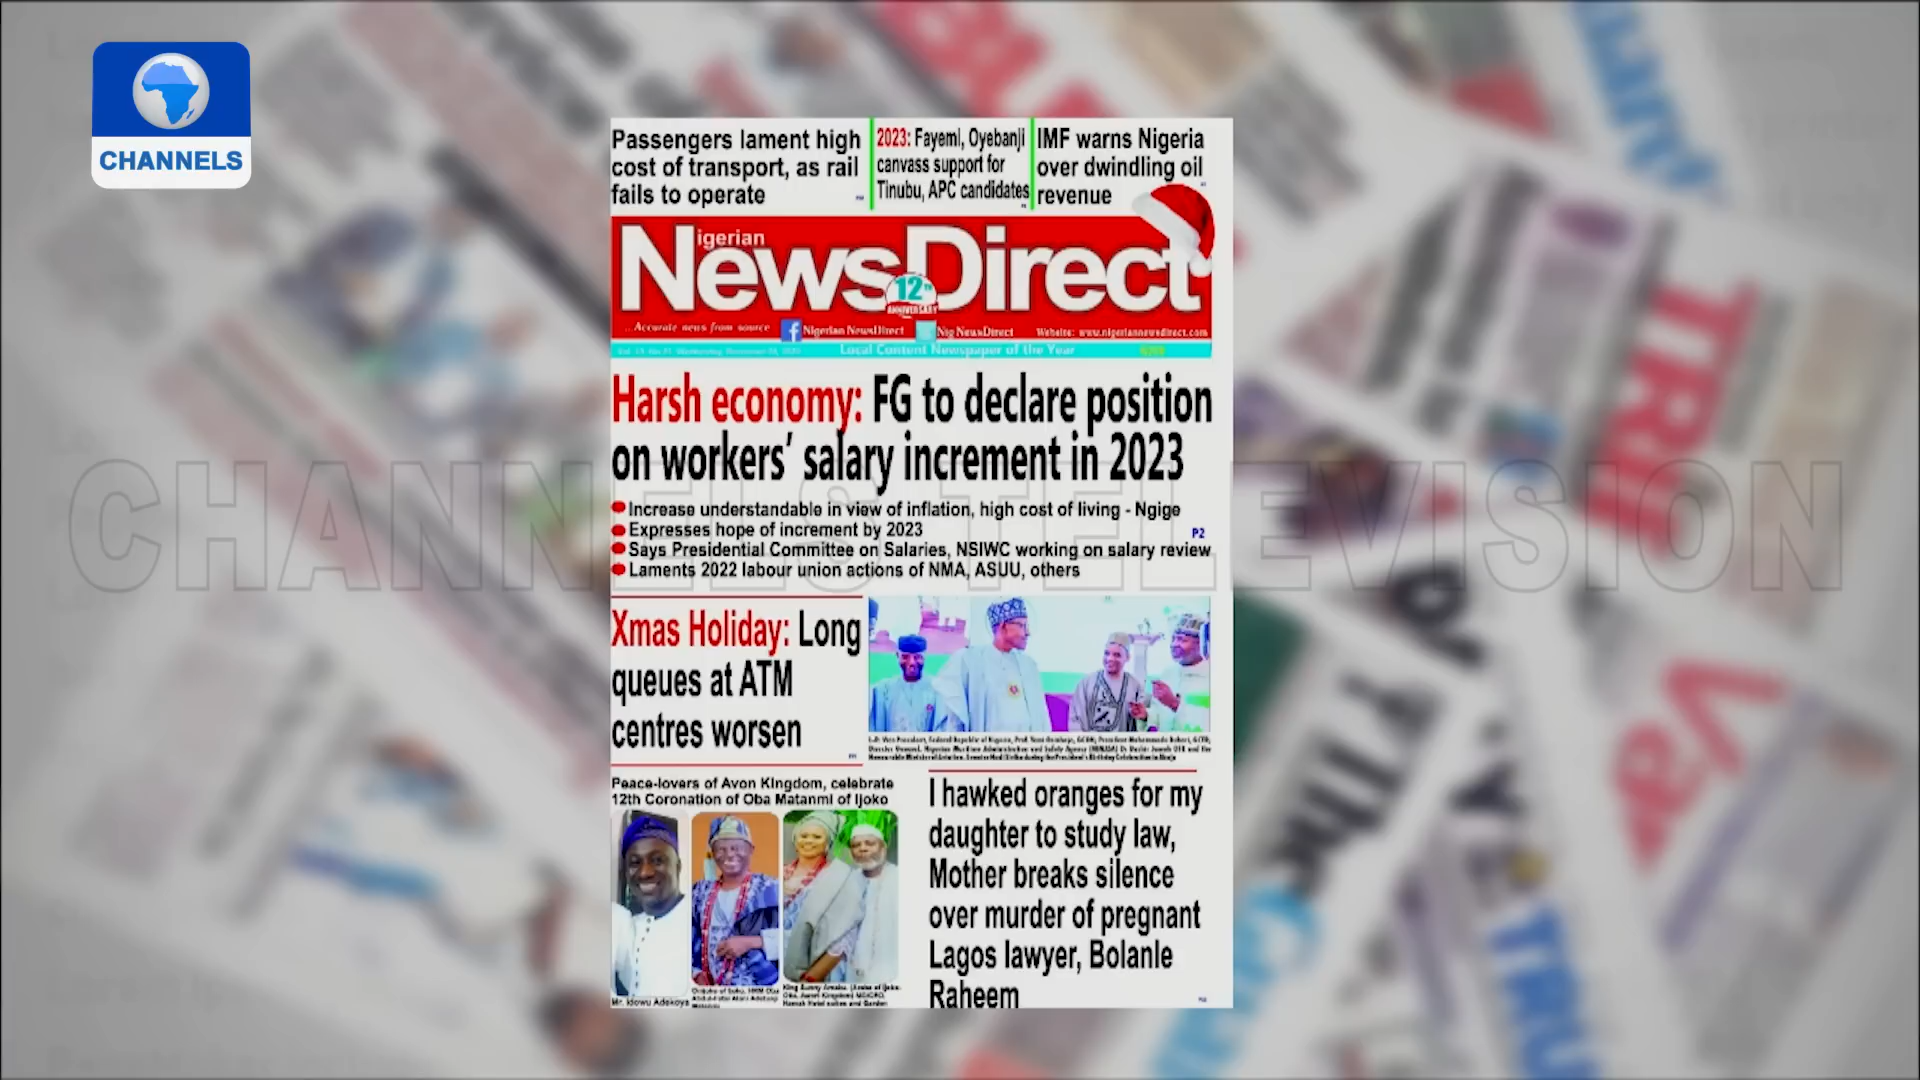 CHANNELS
Passengers lament high
cost of transport, as rail
fails to operate
2023: Fayemi, Oyebanji
canvass support for
Tinubu, APC candidates
IMF warns Nigeria
over dwindling oil
revenue
Nigerian
NewsDirect
12TH
ANNIVERSARY
..Accurate news from source
Nigerian NewsDirect
Nig NewsDirect
Website: www.nigeriannewsdirect.com
Local Content Newspaper of the Year
Harsh economy: FG to declare position
on workers' salary increment in 2023
Increase understandable in view of inflation, high cost of living - Ngige
Expresses hope of increment by 2023
P2
Says Presidential Committee on Salaries, NSIWC working on salary review
Laments 2022 labour union actions of NMA, ASUU, others
CHANNELS TELEVISION
Xmas Holiday: Long
queues at ATM
centres worsen
Peace-lovers of Avon Kingdom, celebrate
12th Coronation of Oba Matanmi of Ijoko
Mr. Idowu Adekoya
I hawked oranges for my
daughter to study law,
Mother breaks silence
over murder of pregnant
Lagos lawyer, Bolanle
Raheem